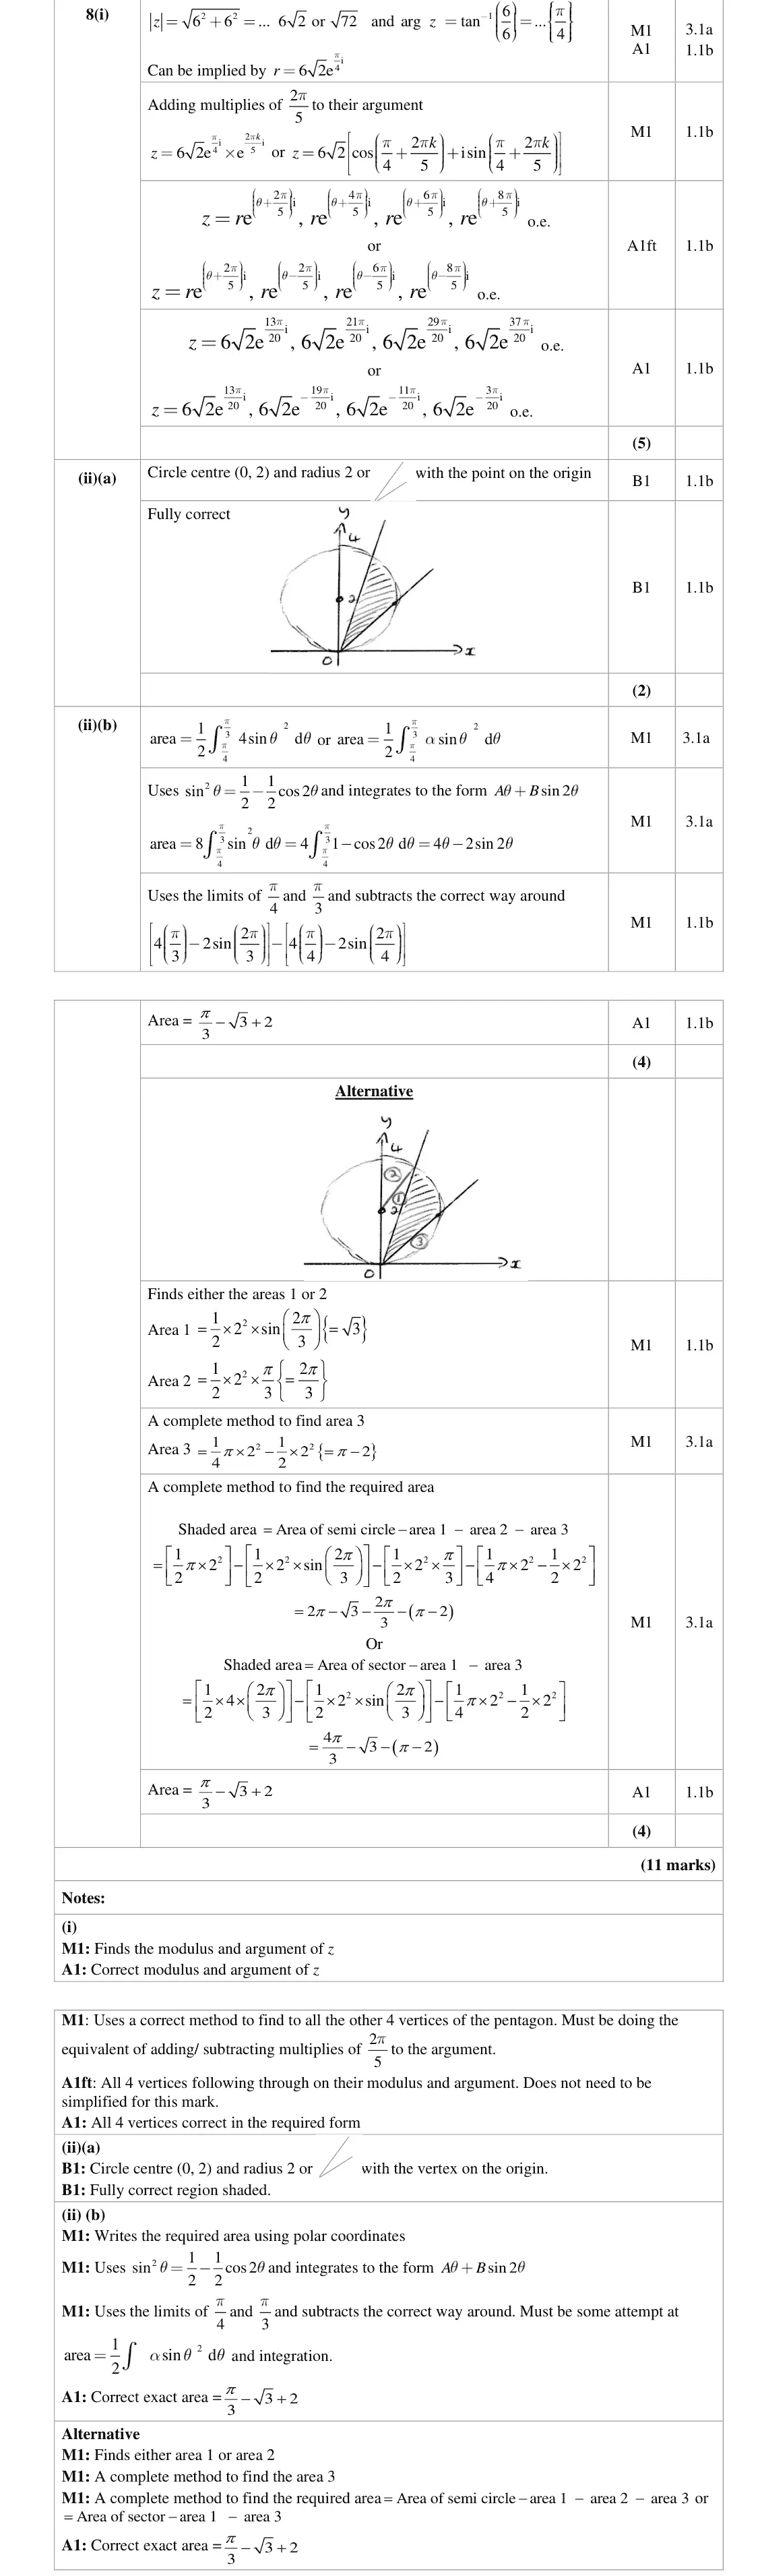 8(i)
|z| = √(6² + 6²) = ... 6√2 or √72 and arg z = tan⁻¹(6/6) = ...{π/4}
M1 3.1a
A1 1.1b
Can be implied by r = 6√2e^(π/4 i)
Adding multiplies of 2π/5 to their argument
z = 6√2e^(π/4 i) × e^(2πk/5 i) or z = 6√2[cos(π/4 + 2πk/5) + i sin(π/4 + 2πk/5)]
M1 1.1b
z = re^((θ+2π/5)i), re^((θ+4π/5)i), re^((θ+6π/5)i), re^((θ+8π/5)i) o.e.
or
A1ft 1.1b
z = re^((θ+2π/5)i), re^((θ−2π/5)i), re^((θ−6π/5)i), re^((θ−8π/5)i) o.e.
z = 6√2e^(13π/20 i), 6√2e^(21π/20 i), 6√2e^(29π/20 i), 6√2e^(37π/20 i) o.e.
or
A1 1.1b
z = 6√2e^(13π/20 i), 6√2e^(−19π/20 i), 6√2e^(−11π/20 i), 6√2e^(−3π/20 i) o.e.
(5)
(ii)(a)
Circle centre (0, 2) and radius 2 or with the point on the origin
B1 1.1b
Fully correct
y
4
2
O
x
B1 1.1b
(2)
(ii)(b)
area = 1/2 ∫_(π/4)^(π/3) 4 sin θ ² dθ or area = 1/2 ∫_(π/4)^(π/3) α sin θ ² dθ
M1 3.1a
Uses sin² θ = 1/2 − 1/2 cos 2θ and integrates to the form Aθ + B sin 2θ
area = 8 ∫_(π/4)^(π/3) sin² θ dθ = 4 ∫_(π/4)^(π/3) 1 − cos 2θ dθ = 4θ − 2 sin 2θ
M1 3.1a
Uses the limits of π/4 and π/3 and subtracts the correct way around
[4(π/3) − 2 sin(2π/3)] − [4(π/4) − 2 sin(2π/4)]
M1 1.1b
Area = π/3 − √3 + 2
A1 1.1b
(4)
Alternative
y
4
②
①
2
③
O
x
Finds either the areas 1 or 2
Area 1 = 1/2 × 2² × sin(2π/3){= √3}
Area 2 = 1/2 × 2² × π/3 {= 2π/3}
M1 1.1b
A complete method to find area 3
Area 3 = 1/4 π × 2² − 1/2 × 2² {= π − 2}
M1 3.1a
A complete method to find the required area
Shaded area = Area of semi circle – area 1 − area 2 − area 3
= [1/2 π × 2²] − [1/2 × 2² × sin(2π/3)] − [1/2 × 2² × π/3] − [1/4 π × 2² − 1/2 × 2²]
= 2π − √3 − 2π/3 − (π − 2)
Or
M1 3.1a
Shaded area = Area of sector – area 1 − area 3
= [1/2 × 4 × (2π/3)] − [1/2 × 2² × sin(2π/3)] − [1/4 π × 2² − 1/2 × 2²]
= 4π/3 − √3 − (π − 2)
Area = π/3 − √3 + 2
A1 1.1b
(4)
(11 marks)
Notes:
(i)
M1: Finds the modulus and argument of z
A1: Correct modulus and argument of z
M1: Uses a correct method to find to all the other 4 vertices of the pentagon. Must be doing the
equivalent of adding/ subtracting multiples of 2π/5 to the argument.
A1ft: All 4 vertices following through on their modulus and argument. Does not need to be
simplified for this mark.
A1: All 4 vertices correct in the required form
(ii)(a)
B1: Circle centre (0, 2) and radius 2 or with the vertex on the origin.
B1: Fully correct region shaded.
(ii) (b)
M1: Writes the required area using polar coordinates
M1: Uses sin² θ = 1/2 − 1/2 cos 2θ and integrates to the form Aθ + B sin 2θ
M1: Uses the limits of π/4 and π/3 and subtracts the correct way around. Must be some attempt at
area = 1/2 ∫ α sin θ ² dθ and integration.
A1: Correct exact area = π/3 − √3 + 2
Alternative
M1: Finds either area 1 or area 2
M1: A complete method to find the area 3
M1: A complete method to find the required area = Area of semi circle – area 1 − area 2 − area 3 or
= Area of sector – area 1 − area 3
A1: Correct exact area = π/3 − √3 + 2